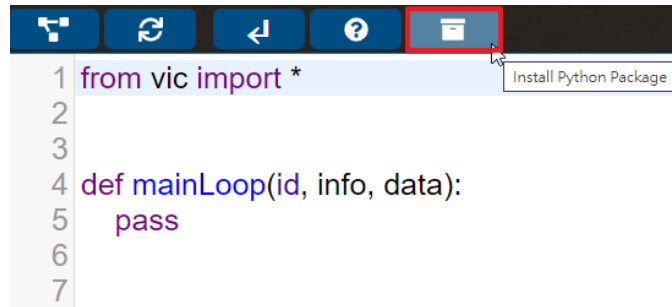 ?
Install Python Package
1 from vic import *
2
3
4 def mainLoop(id, info, data):
5 pass
6
7